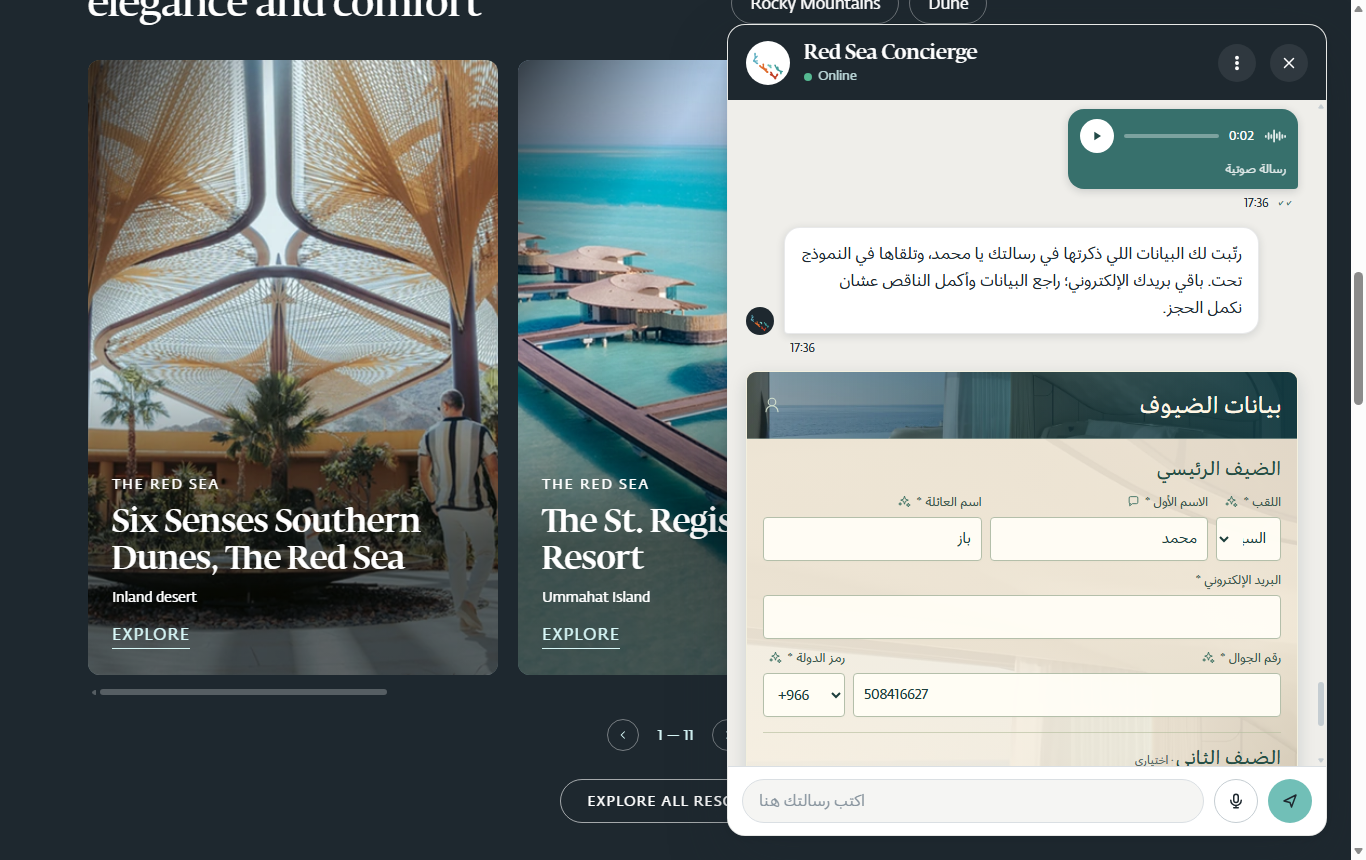 elegance and comfort
Rocky Mountains
Dune
THE RED SEA
Six Senses Southern
Dunes, The Red Sea
Inland desert
EXPLORE
THE RED SEA
The St. Regis
Resort
Ummahat Island
EXPLORE
1 — 11
EXPLORE ALL RESO
Red Sea Concierge
Online
0:02
رسالة صوتية
17:36
رتّبت لك البيانات اللي ذكرتها في رسالتك يا محمد، وتلقاها في النموذج
تحت. باقي بريدك الإلكتروني؛ راجع البيانات وأكمل الناقص عشان
نكمل الحجز.
17:36
بيانات الضيوف
الضيف الرئيسي
اللقب * الاسم الأول * اسم العائلة *
السـ محمد باز
البريد الإلكتروني *
رقم الجوال * رمز الدولة *
508416627 +966
الضيف الثاني · اختياري
اكتب رسالتك هنا